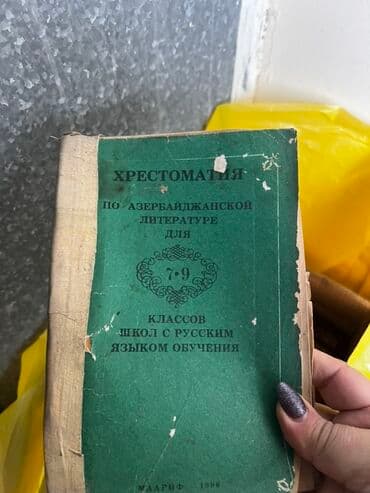 ХРЕСТОМАТИЯ
ПО АЗЕРБАЙДЖАНСКОЙ
ЛИТЕРАТУРЕ
ДЛЯ
7•9
КЛАССОВ
ШКОЛ С РУССКИМ
ЯЗЫКОМ ОБУЧЕНИЯ
МААРИФ